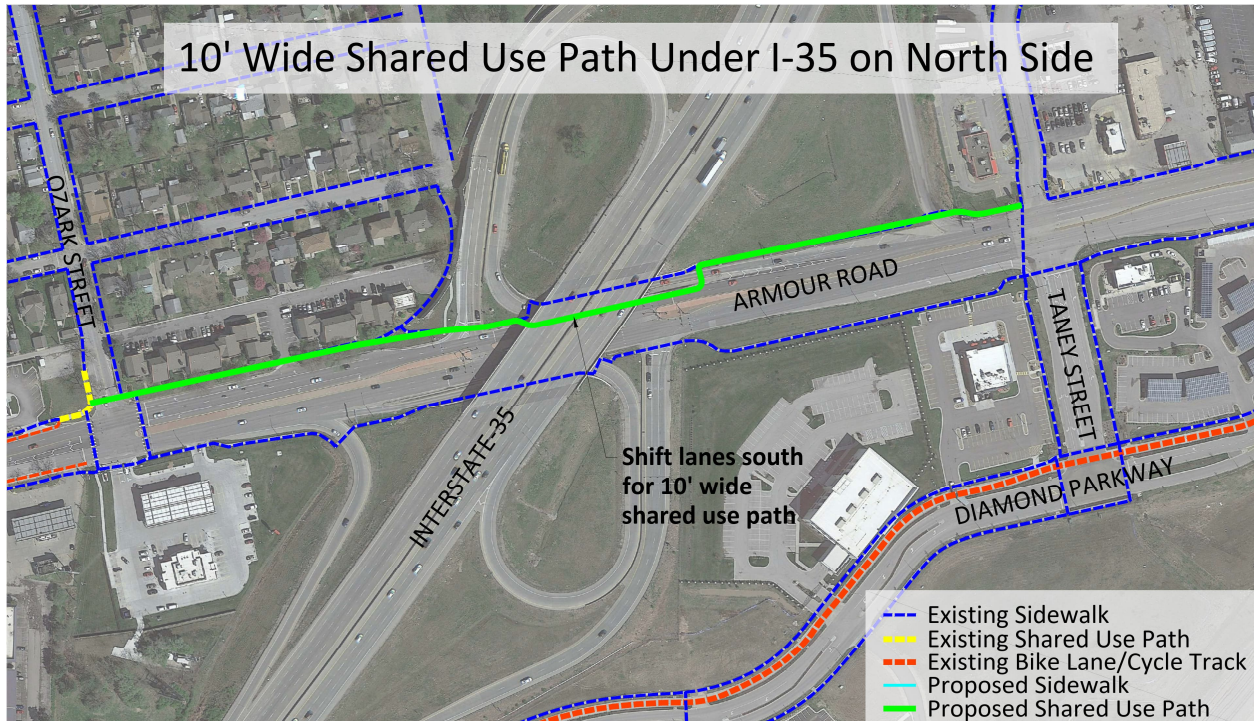 10' Wide Shared Use Path Under I-35 on North Side
OZARK STREET
ARMOUR ROAD
TANEY STREET
INTERSTATE-35
Shift lanes south
for 10' wide
shared use path
DIAMOND PARKWAY
Existing Sidewalk
Existing Shared Use Path
Existing Bike Lane/Cycle Track
Proposed Sidewalk
Proposed Shared Use Path